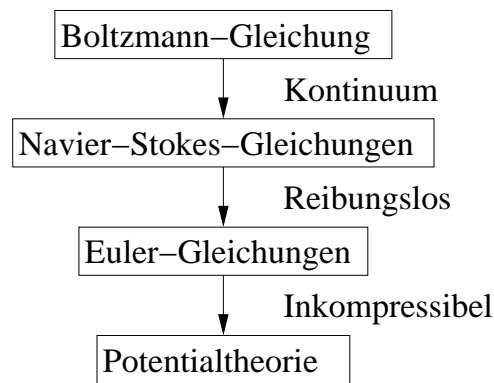 Boltzmann−Gleichung
Kontinuum
Navier−Stokes−Gleichungen
Reibungslos
Euler−Gleichungen
Inkompressibel
Potentialtheorie